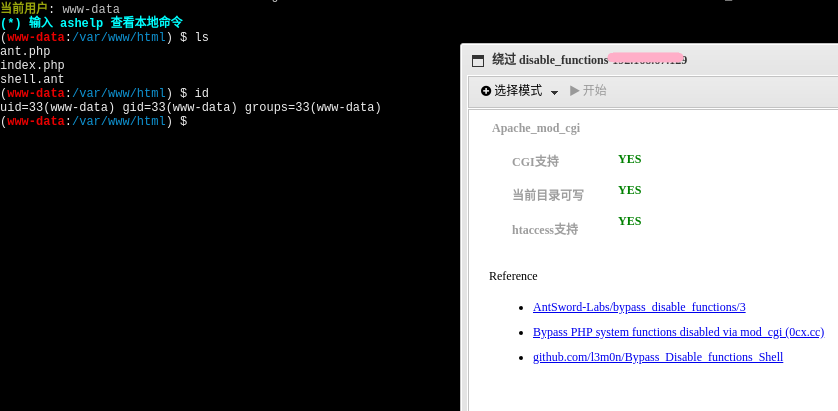 当前用户: www-data
(*) 输入 ashelp 查看本地命令
(www-data:/var/www/html) $ ls
ant.php
index.php
shell.ant
(www-data:/var/www/html) $ id
uid=33(www-data) gid=33(www-data) groups=33(www-data)
(www-data:/var/www/html) $
绕过 disable_functions
选择模式 开始
Apache_mod_cgi
CGI支持 YES
当前目录可写 YES
htaccess支持 YES
Reference
AntSword-Labs/bypass_disable_functions/3
Bypass PHP system functions disabled via mod_cgi (0cx.cc)
github.com/l3m0n/Bypass_Disable_functions_Shell